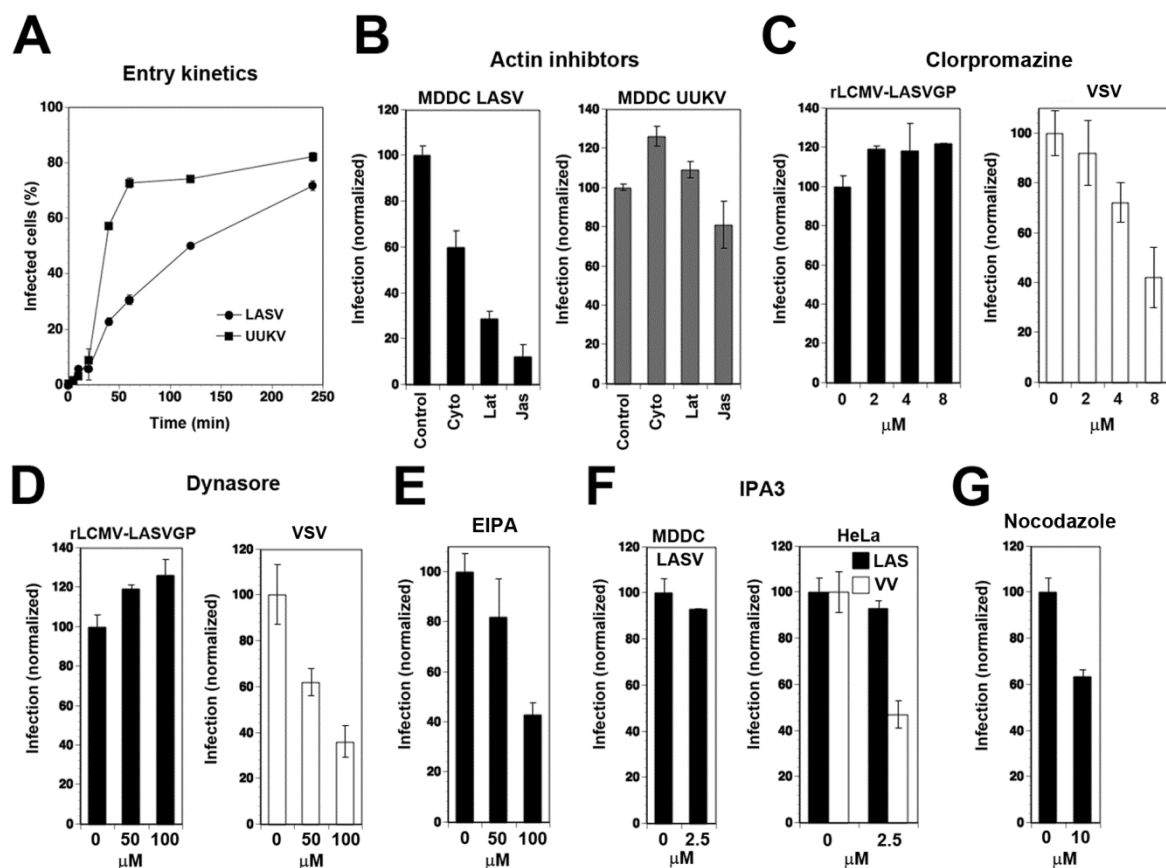 A
Entry kinetics
Infected cells (%)
100
80
60
40
20
0
LASV
UUKV
0 50 100 150 200 250
Time (min)
B
Actin inhibtors
MDDC LASV
Infection (normalized)
120
100
80
60
40
20
0
Control
Cyto
Lat
Jas
MDDC UUKV
Infection (normalized)
140
120
100
80
60
40
20
0
Control
Cyto
Lat
Jas
C
Clorpromazine
rLCMV-LASVGP
Infection (normalized)
140
120
100
80
60
40
20
0
0 2 4 8
μM
VSV
Infection (normalized)
120
100
80
60
40
20
0
0 2 4 8
μM
D
Dynasore
rLCMV-LASVGP
Infection (normalized)
140
120
100
80
60
40
20
0
0 50 100
μM
VSV
Infection (normalized)
120
100
80
60
40
20
0
0 50 100
μM
E
EIPA
Infection (normalized)
100
80
60
40
20
0
0 50 100
μM
F
IPA3
MDDC
LASV
Infection (normalized)
120
100
80
60
40
20
0
0 2.5
μM
HeLa
LAS
VV
Infection (normalized)
120
100
80
60
40
20
0
0 2.5
μM
G
Nocodazole
Infection (normalized)
120
100
80
60
40
20
0
0 10
μM